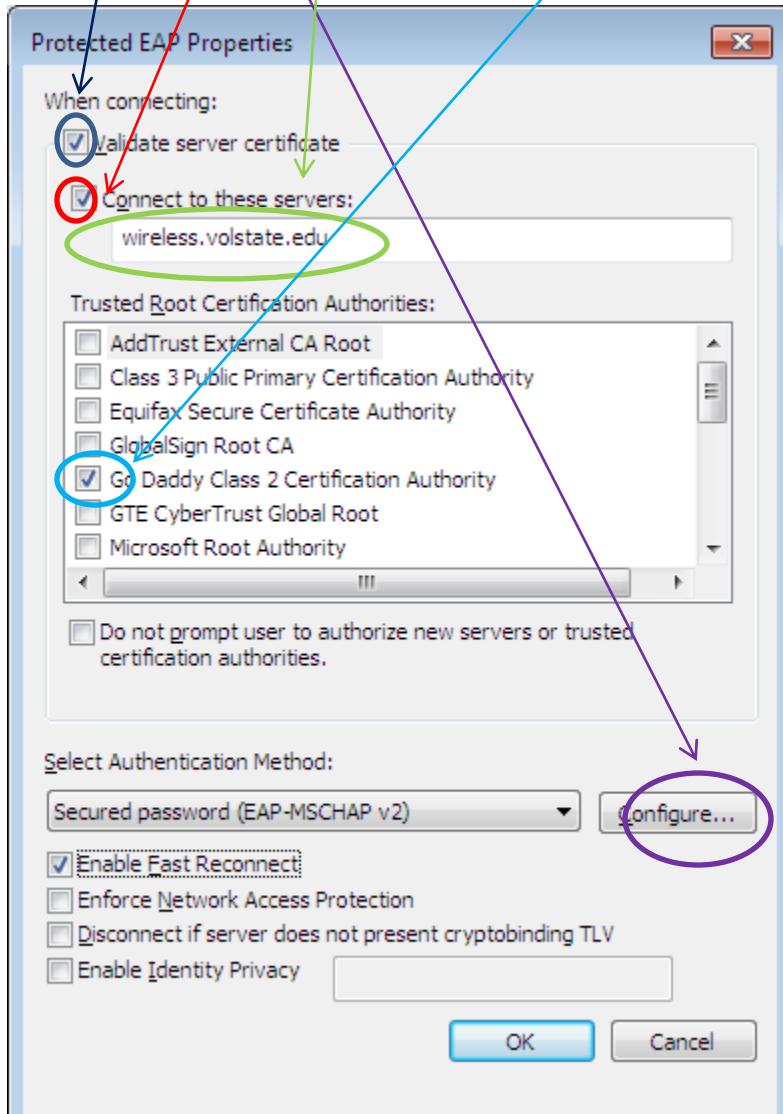 Protected EAP Properties
When connecting:
Validate server certificate
Connect to these servers:
wireless.volstate.edu
Trusted Root Certification Authorities:
AddTrust External CA Root
Class 3 Public Primary Certification Authority
Equifax Secure Certificate Authority
GlobalSign Root CA
Go Daddy Class 2 Certification Authority
GTE CyberTrust Global Root
Microsoft Root Authority
Do not prompt user to authorize new servers or trusted
certification authorities.
Select Authentication Method:
Secured password (EAP-MSCHAP v2)
Configure...
Enable Fast Reconnect
Enforce Network Access Protection
Disconnect if server does not present cryptobinding TLV
Enable Identity Privacy
OK
Cancel